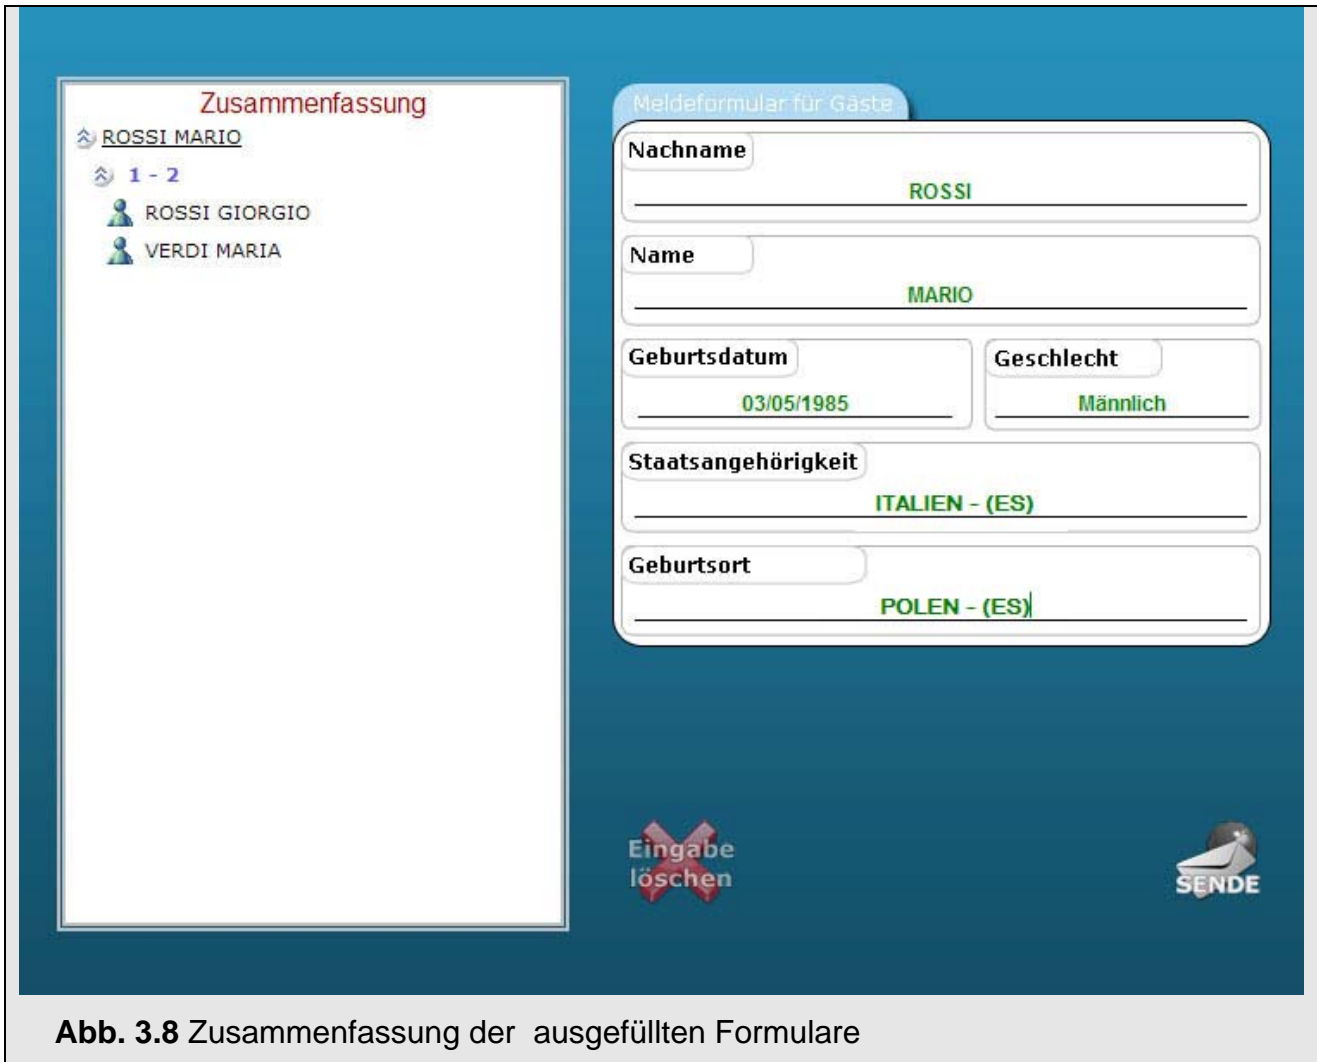 Zusammenfassung
ROSSI MARIO
1 - 2
ROSSI GIORGIO
VERDI MARIA
Meldeformular für Gäste
Nachname
ROSSI
Name
MARIO
Geburtsdatum
03/05/1985
Geschlecht
Männlich
Staatsangehörigkeit
ITALIEN - (ES)
Geburtsort
POLEN - (ES)
Eingabe
löschen
SENDE
Abb. 3.8 Zusammenfassung der ausgefüllten Formulare